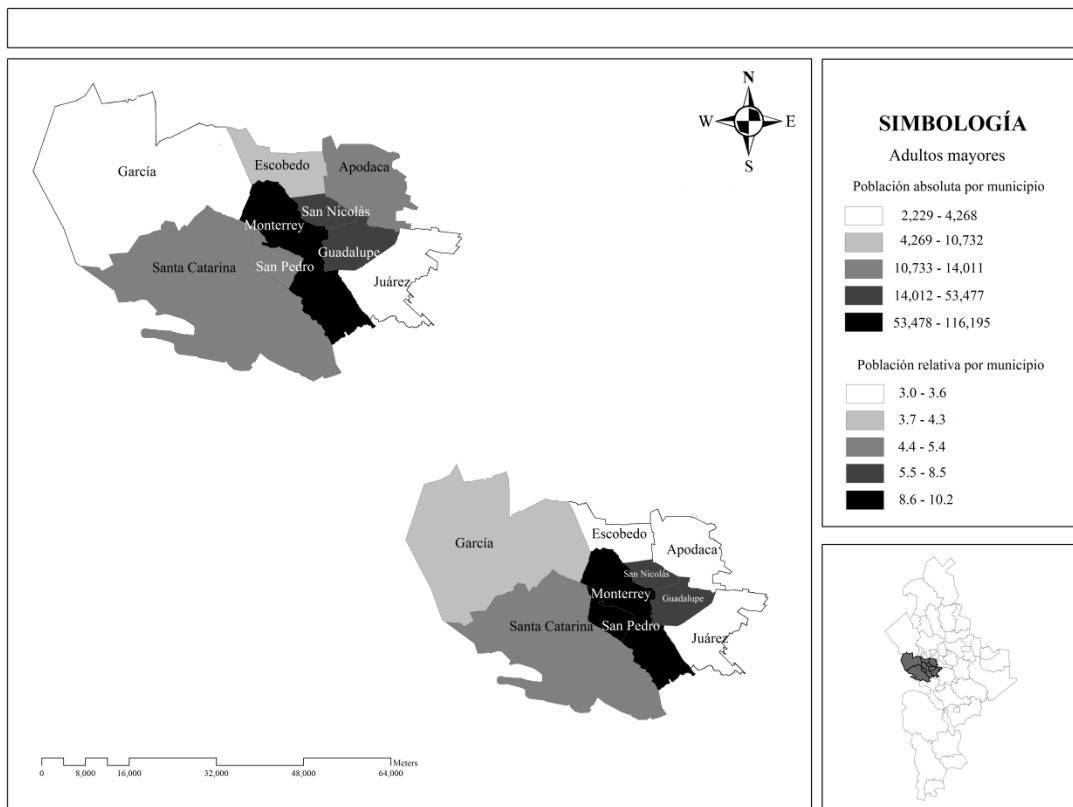 N
W E
S
García
Escobedo
Apodaca
San Nicolás
Monterrey
Guadalupe
Santa Catarina
San Pedro
Juárez
García
Escobedo
Apodaca
San Nicolás
Monterrey
Guadalupe
Santa Catarina
San Pedro
Juárez
Meters
0 8,000 16,000 32,000 48,000 64,000
SIMBOLOGÍA
Adultos mayores
Población absoluta por municipio
2,229 - 4,268
4,269 - 10,732
10,733 - 14,011
14,012 - 53,477
53,478 - 116,195
Población relativa por municipio
3.0 - 3.6
3.7 - 4.3
4.4 - 5.4
5.5 - 8.5
8.6 - 10.2